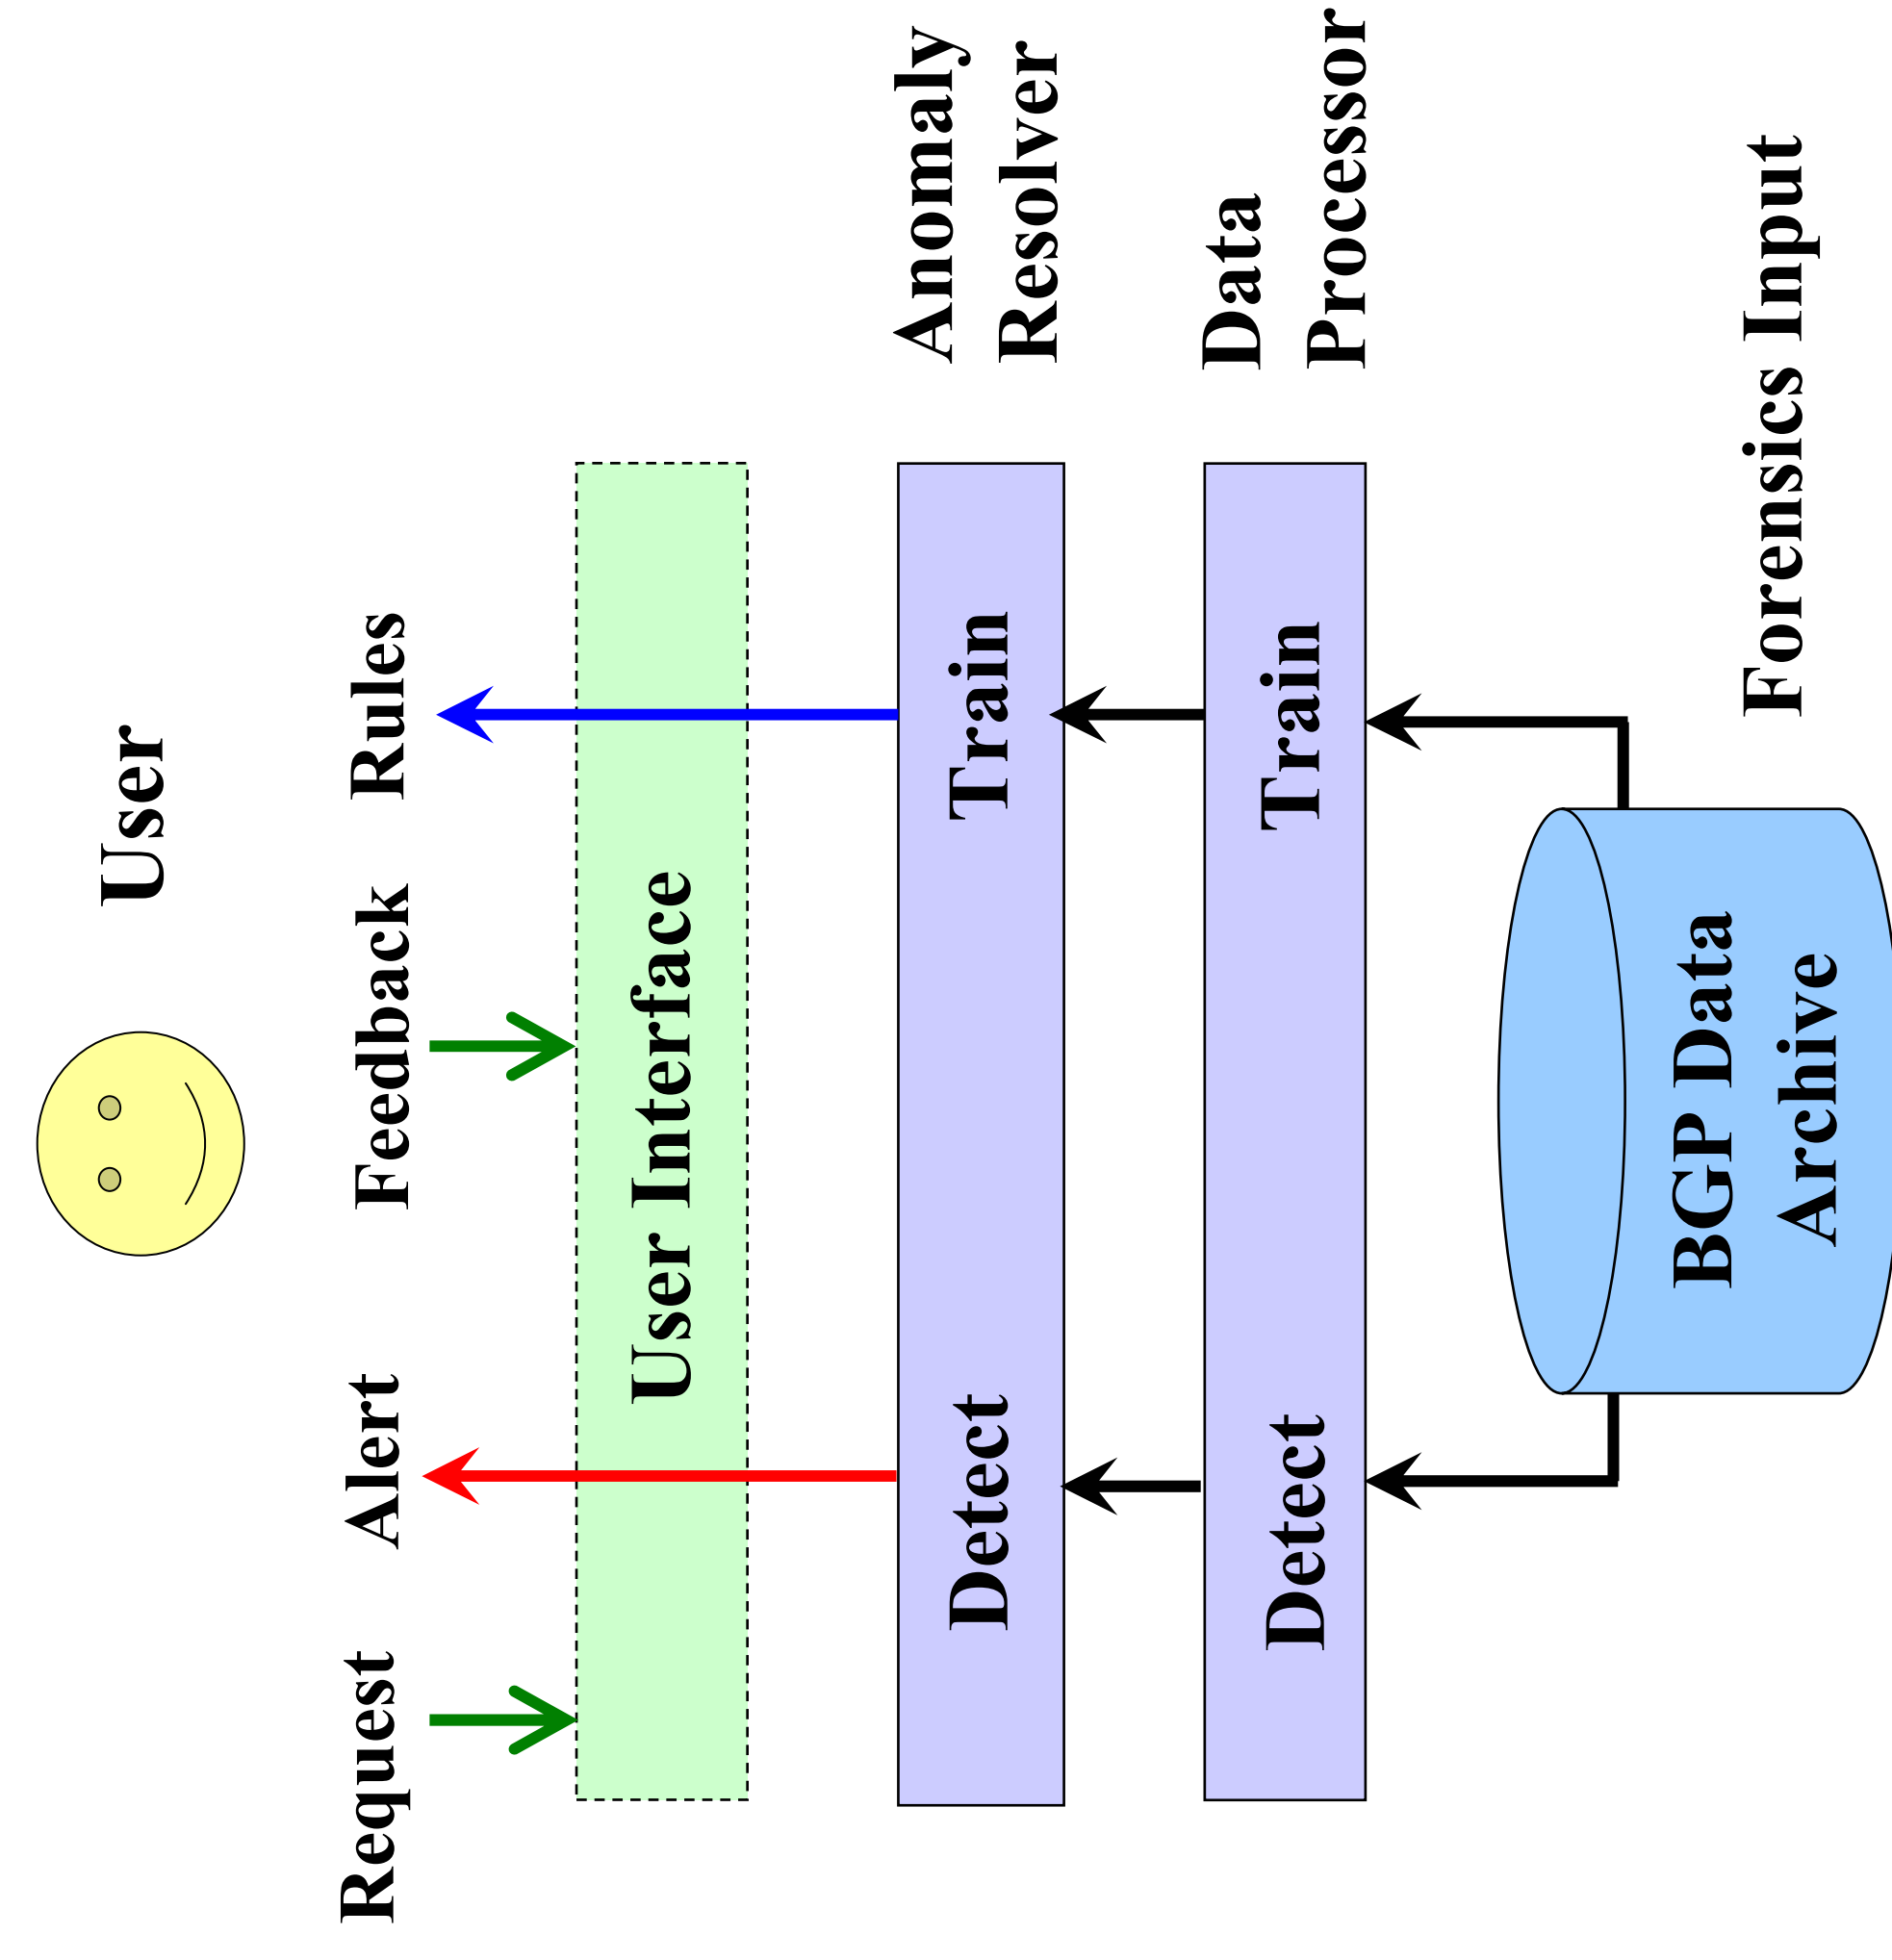 User
Request
Alert
Feedback
Rules
User Interface
Detect
Train
Anomaly
Resolver
Detect
Train
Data
Processor
BGP Data
Archive
Forensics Input